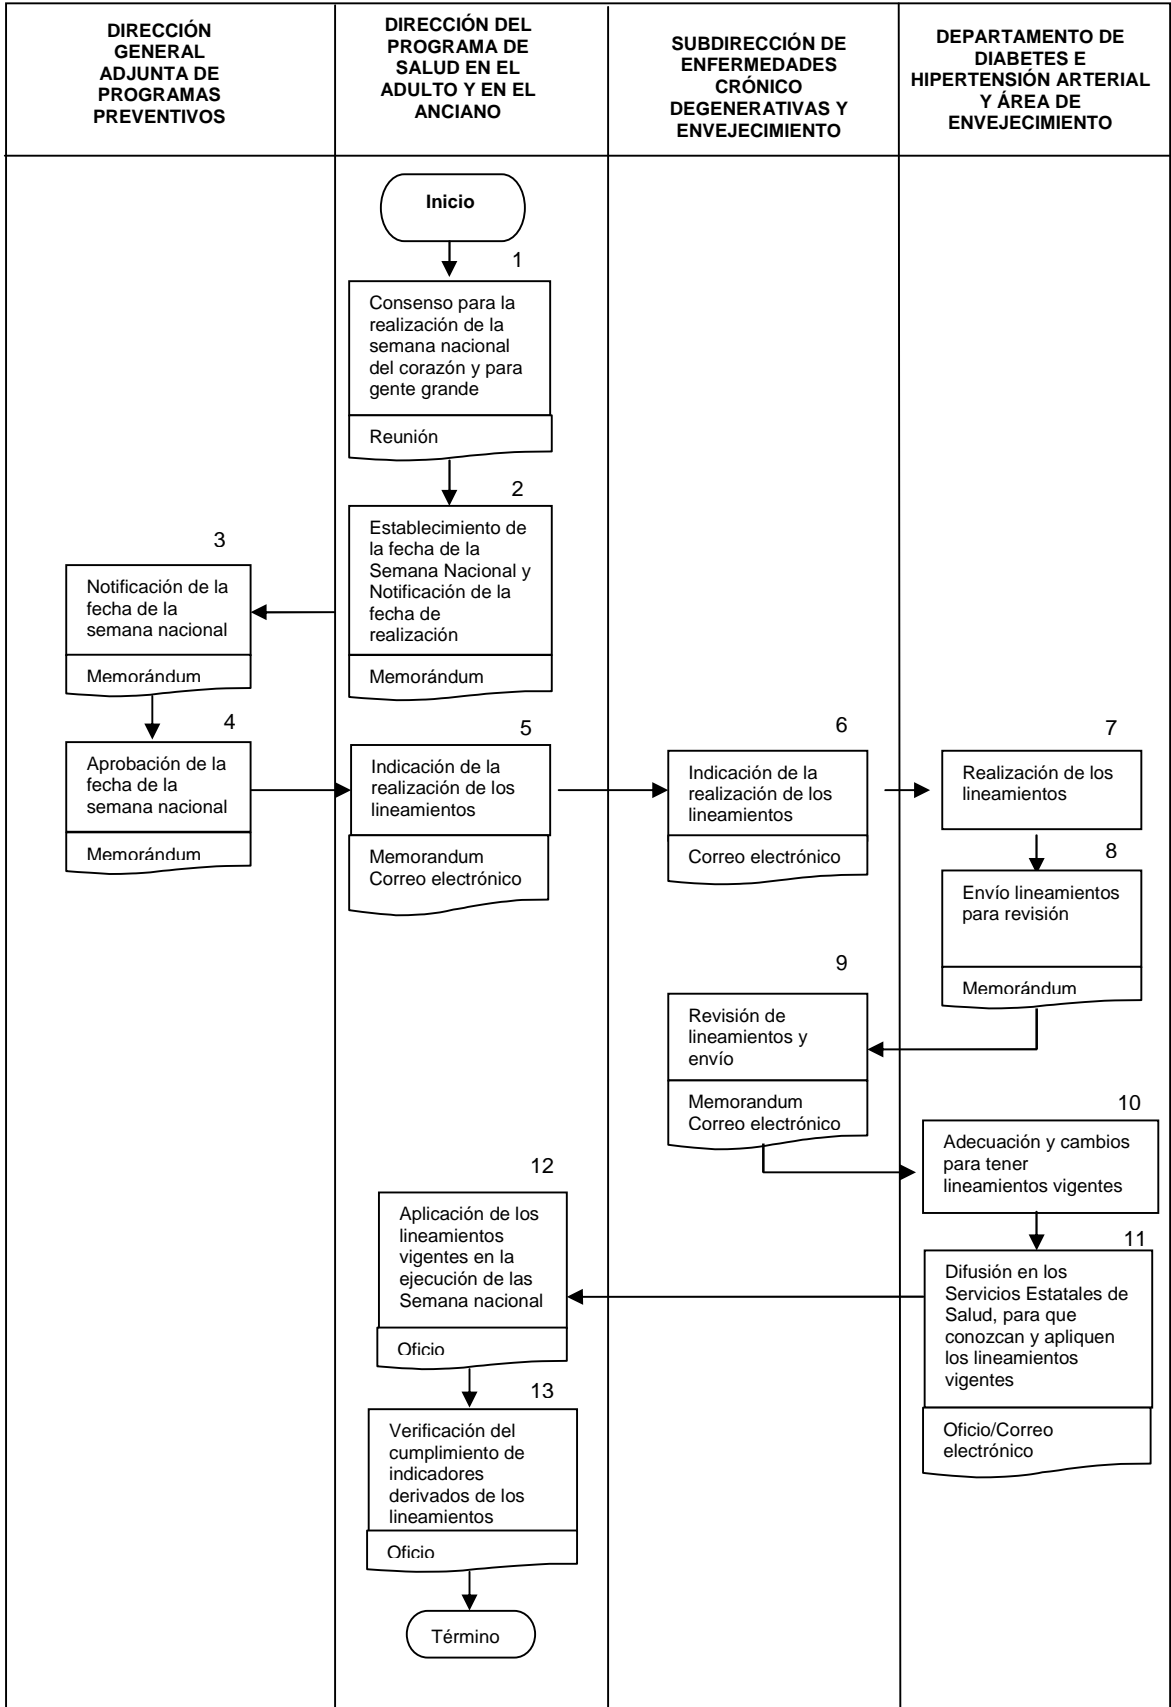 DIRECCIÓN
GENERAL
ADJUNTA DE
PROGRAMAS
PREVENTIVOS
DIRECCIÓN DEL
PROGRAMA DE
SALUD EN EL
ADULTO Y EN EL
ANCIANO
SUBDIRECCIÓN DE
ENFERMEDADES
CRÓNICO
DEGENERATIVAS Y
ENVEJECIMIENTO
DEPARTAMENTO DE
DIABETES E
HIPERTENSIÓN ARTERIAL
Y ÁREA DE
ENVEJECIMIENTO
Inicio
1
Consenso para la
realización de la
semana nacional
del corazón y para
gente grande
Reunión
2
Establecimiento de
la fecha de la
Semana Nacional y
Notificación de la
fecha de
realización
Memorándum
3
Notificación de la
fecha de la
semana nacional
Memorándum
4
Aprobación de la
fecha de la
semana nacional
Memorándum
5
Indicación de la
realización de los
lineamientos
Memorandum
Correo electrónico
6
Indicación de la
realización de los
lineamientos
Correo electrónico
7
Realización de los
lineamientos
8
Envío lineamientos
para revisión
Memorándum
9
Revisión de
lineamientos y
envío
Memorandum
Correo electrónico
10
Adecuación y cambios
para tener
lineamientos vigentes
11
Difusión en los
Servicios Estatales de
Salud, para que
conozcan y apliquen
los lineamientos
vigentes
Oficio/Correo
electrónico
12
Aplicación de los
lineamientos
vigentes en la
ejecución de las
Semana nacional
Oficio
13
Verificación del
cumplimiento de
indicadores
derivados de los
lineamientos
Oficio
Término